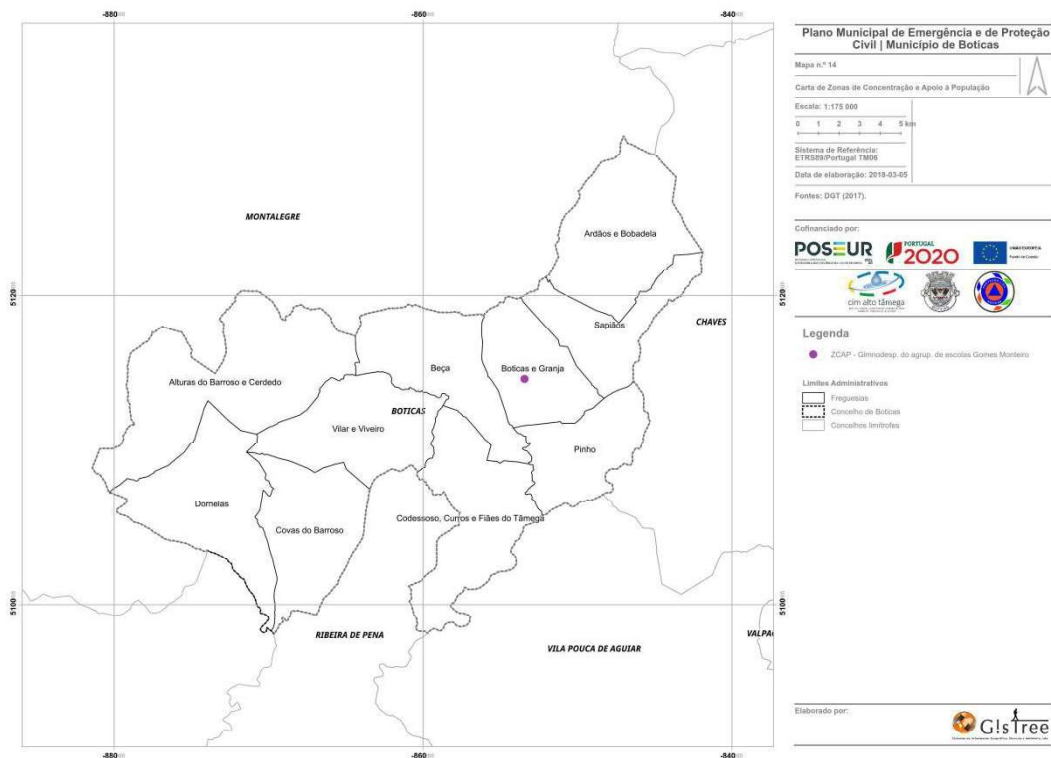 -880
-860
-840
5120
5120
5100
5100
MONTALEGRE
Ardãos e Bobadela
CHAVES
Sapiãos
Beça
Boticas e Granja
Alturas do Barroso e Cerdedo
BOTICAS
Vilar e Viveiro
Pinho
Dornelas
Covas do Barroso
Codessoso, Curros e Fiães do Tâmega
RIBEIRA DE PENA
VILA POUCA DE AGUIAR
-880
-860
-840
Plano Municipal de Emergência e de Proteção
Civil | Município de Boticas
Mapa n.º 14
Carta de Zonas de Concentração e Apoio à População
Escala: 1:175 000
0 1 2 3 4 5 km
Sistema de Referência:
ETRS89/Portugal TM06
Data de elaboração: 2018-03-05
Fontes: DGT (2017).
Cofinanciado por:
POSEUR
PORTUGAL
2020
UNIÃO EUROPEIA
Fundo de Coesão
cim alto tâmega
Legenda
ZCAP - Gimnodesp. do agrup. de escolas Gomes Monteiro
Limites Administrativos
Freguesias
Concelho de Boticas
Concelhos limítrofes
Elaborado por:
G!sTree